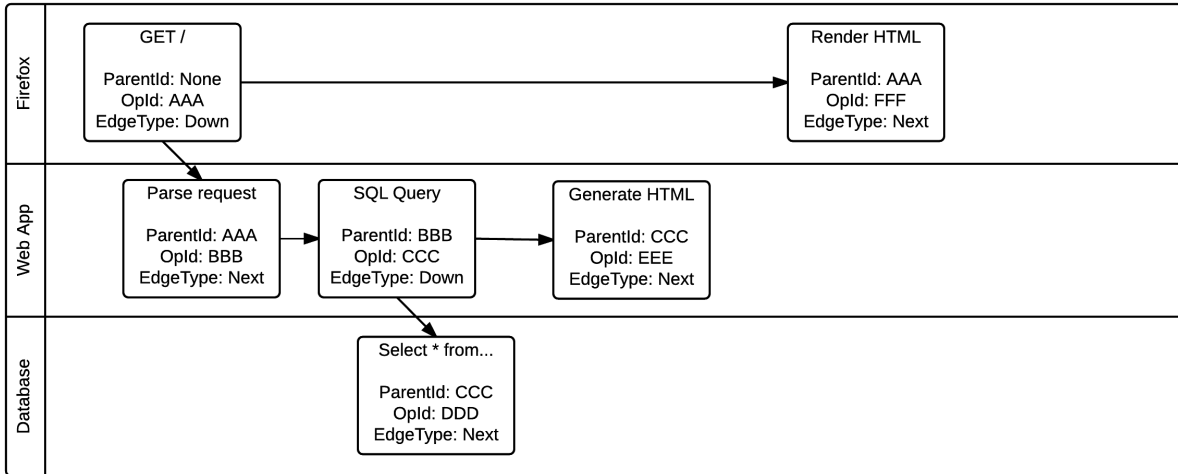 Firefox
GET /
ParentId: None
OpId: AAA
EdgeType: Down
Render HTML
ParentId: AAA
OpId: FFF
EdgeType: Next
Web App
Parse request
ParentId: AAA
OpId: BBB
EdgeType: Next
SQL Query
ParentId: BBB
OpId: CCC
EdgeType: Down
Generate HTML
ParentId: CCC
OpId: EEE
EdgeType: Next
Database
Select * from...
ParentId: CCC
OpId: DDD
EdgeType: Next